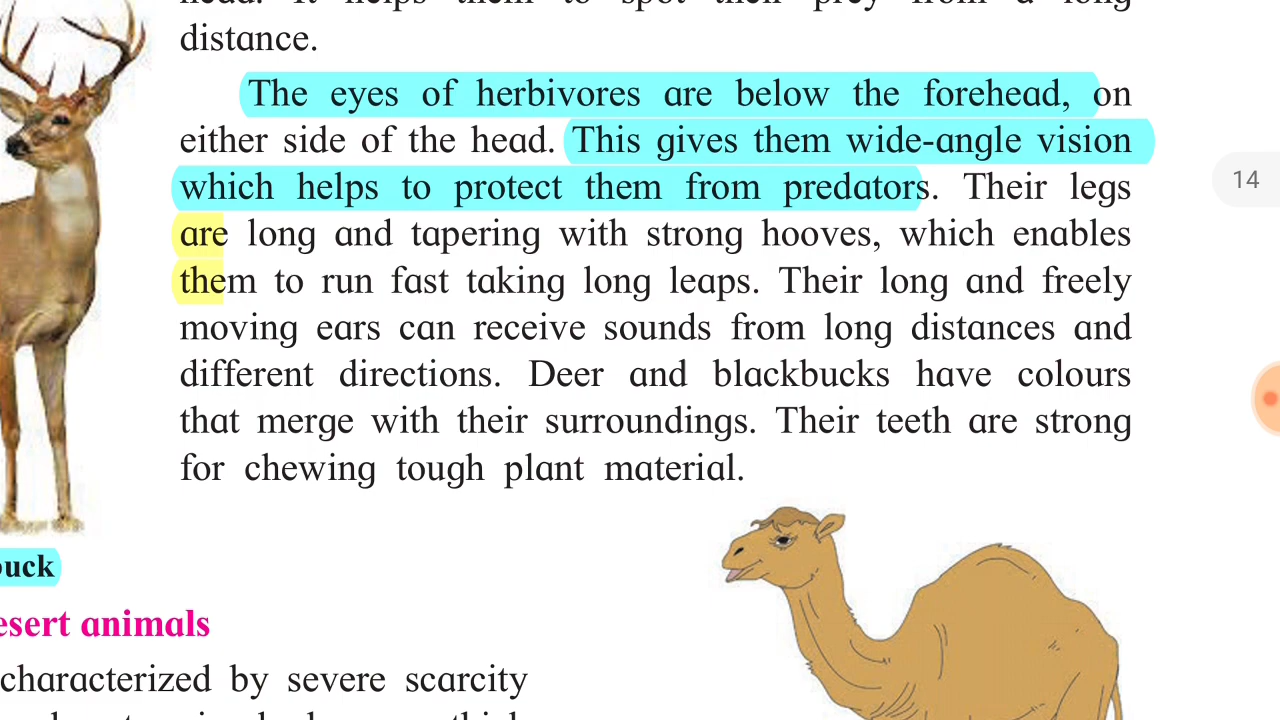 distance.
The eyes of herbivores are below the forehead, on
either side of the head. This gives them wide-angle vision
which helps to protect them from predators. Their legs
are long and tapering with strong hooves, which enables
them to run fast taking long leaps. Their long and freely
moving ears can receive sounds from long distances and
different directions. Deer and blackbucks have colours
that merge with their surroundings. Their teeth are strong
for chewing tough plant material.
14
buck
esert animals
characterized by severe scarcity